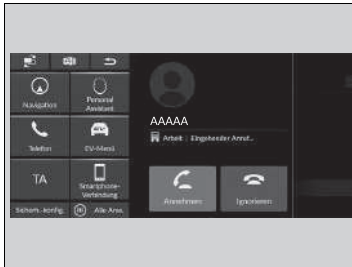 Navigation
Personal
Assistant
AAAAA
Arbeit | Eingehender Anruf..
Telefon
EV-Menü
TA
Smartphone-
Verbindung
Annehmen
Ignorieren
Sichern. konfig.
Alle Anw.